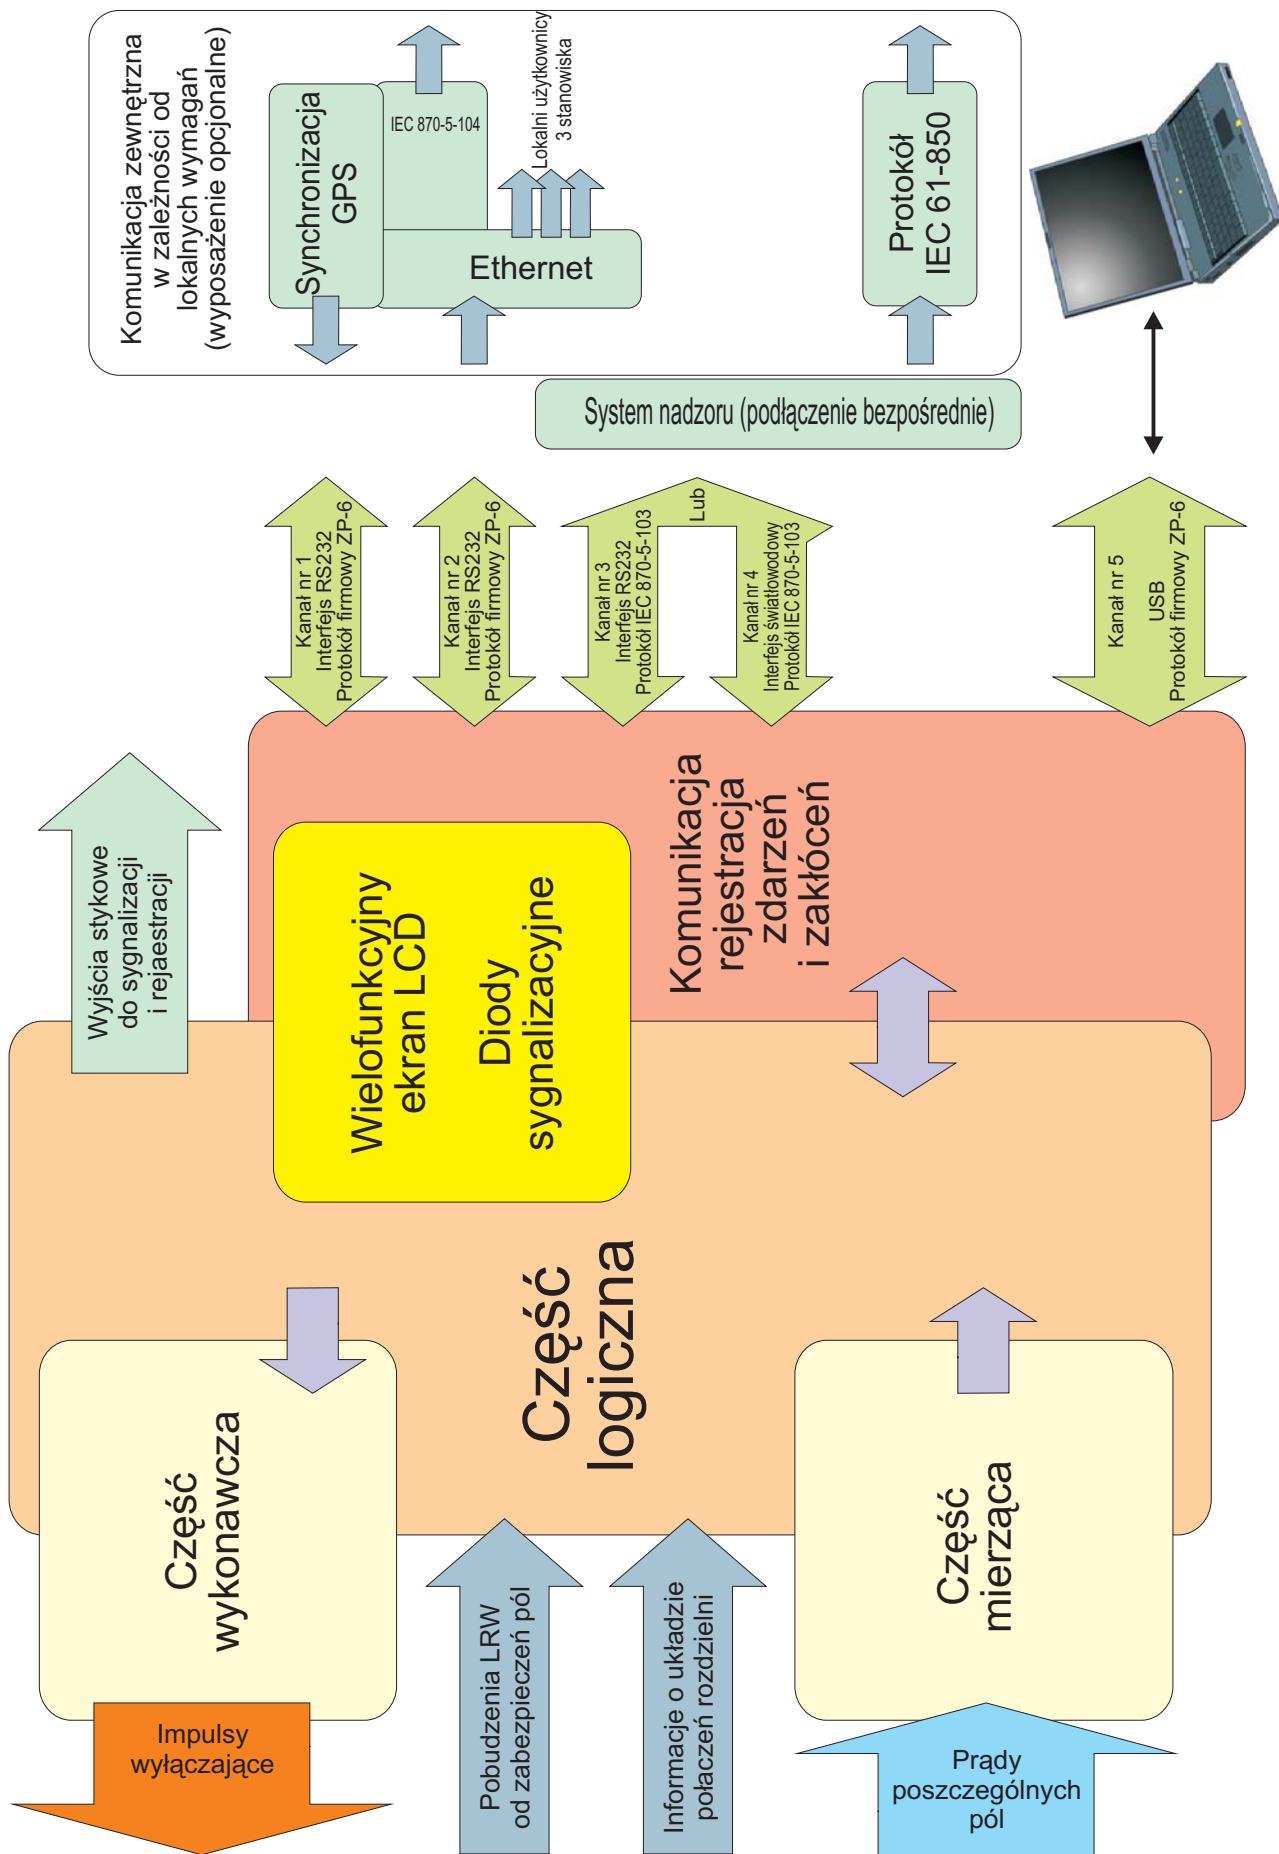 Komunikacja zewnętrzna
w zależności od
lokalnych wymagań
(wyposażenie opcjonalne)
Synchronizacja
GPS
IEC 870-5-104
Ethernet
Lokalni użytkownicy
3 stanowiska
Protokół
IEC 61-850
System nadzoru (podłączenie bezpośrednie)
Kanał nr 1
Interfejs RS232
Protokół firmowy ZP-6
Kanał nr 2
Interfejs RS232
Protokół firmowy ZP-6
Kanał nr 3
Interfejs RS232
Protokół IEC 870-5-103
Lub
Kanał nr 4
Interfejs światłowodowy
Protokół IEC 870-5-103
Kanał nr 5
USB
Protokół firmowy ZP-6
Wyjścia stykowe
do sygnalizacji
i rejaestracji
Wielofunkcyjny
ekran LCD
Diody
sygnalizacyjne
Komunikacja
rejestracja
zdarzeń
i zakłóceń
Część
logiczna
Część
wykonawcza
Część
mierząca
Impulsy
wyłączające
Pobudzenia LRW
od zabezpieczeń pól
Informacje o układzie
połaczeń rozdzielni
Prądy
poszczególnych
pól